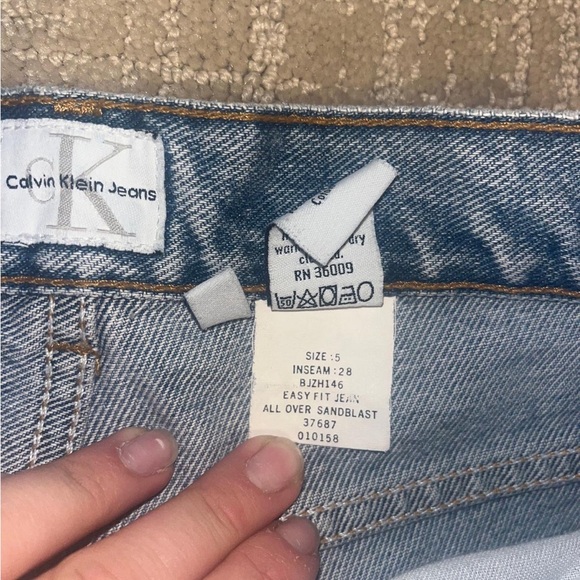 CK
Calvin Klein Jeans
dry
RN 36009
SIZE :5
INSEAM :28
BJZH146
EASY FIT JEAN
ALL OVER SANDBLAST
37687
010158